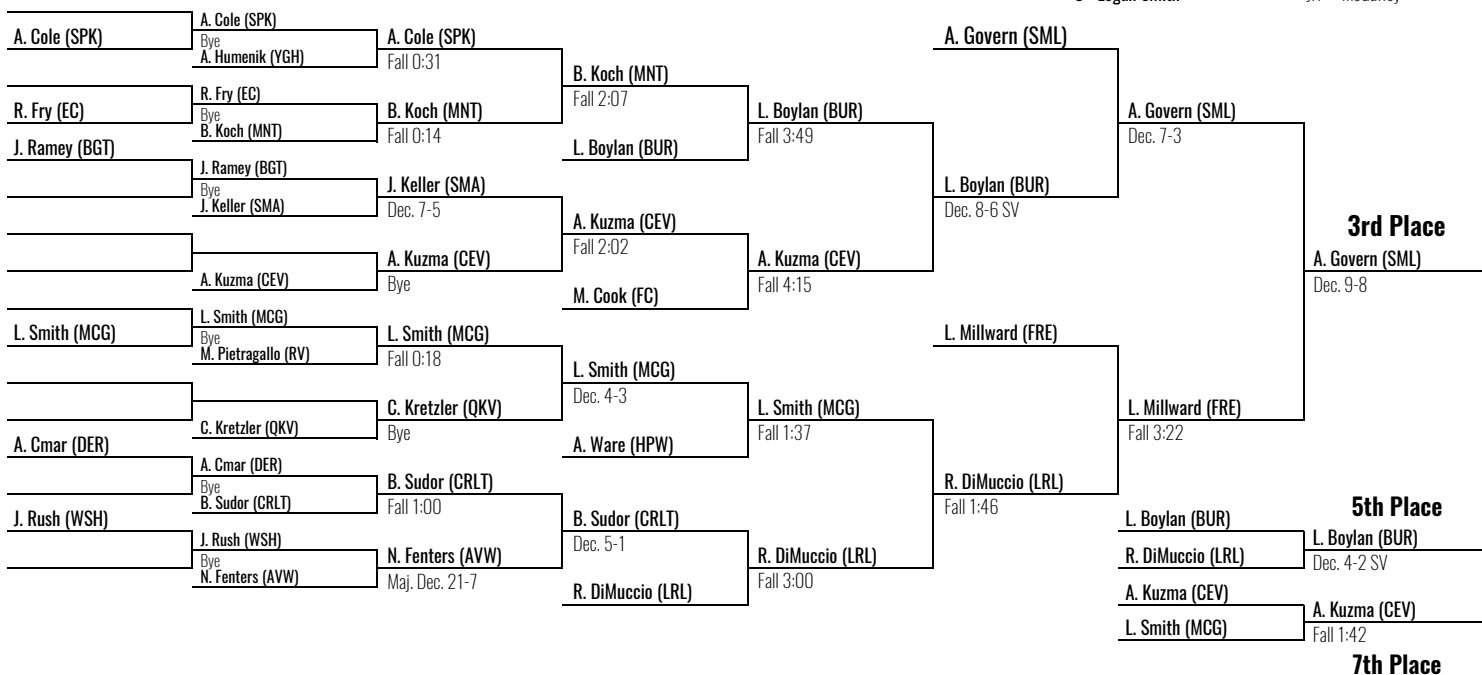 Logan Smith
A. Cole (SPK)
R. Fry (EC)
J. Ramey (BGT)
L. Smith (MCG)
A. Cmar (DER)
J. Rush (WSH)
A. Cole (SPK)
Bye
A. Humenik (YGH)
R. Fry (EC)
Bye
B. Koch (MNT)
J. Ramey (BGT)
Bye
J. Keller (SMA)
A. Kuzma (CEV)
L. Smith (MCG)
Bye
M. Pietragallo (RV)
C. Kretzler (QKV)
A. Cmar (DER)
Bye
B. Sudor (CRLT)
J. Rush (WSH)
Bye
N. Fenters (AVW)
A. Cole (SPK)
Fall 0:31
B. Koch (MNT)
Fall 0:14
J. Keller (SMA)
Dec. 7-5
A. Kuzma (CEV)
Bye
L. Smith (MCG)
Fall 0:18
C. Kretzler (QKV)
Bye
B. Sudor (CRLT)
Fall 1:00
N. Fenters (AVW)
Maj. Dec. 21-7
B. Koch (MNT)
Fall 2:07
L. Boylan (BUR)
A. Kuzma (CEV)
Fall 2:02
M. Cook (FC)
L. Smith (MCG)
Dec. 4-3
A. Ware (HPW)
B. Sudor (CRLT)
Dec. 5-1
R. DiMuccio (LRL)
L. Boylan (BUR)
Fall 3:49
A. Kuzma (CEV)
Fall 4:15
L. Smith (MCG)
Fall 1:37
R. DiMuccio (LRL)
Fall 3:00
A. Govern (SML)
L. Boylan (BUR)
Dec. 8-6 SV
L. Millward (FRE)
R. DiMuccio (LRL)
Fall 1:46
A. Govern (SML)
Dec. 7-3
L. Millward (FRE)
Fall 3:22
3rd Place
A. Govern (SML)
Dec. 9-8
5th Place
L. Boylan (BUR)
R. DiMuccio (LRL)
L. Boylan (BUR)
Dec. 4-2 SV
A. Kuzma (CEV)
L. Smith (MCG)
A. Kuzma (CEV)
Fall 1:42
7th Place